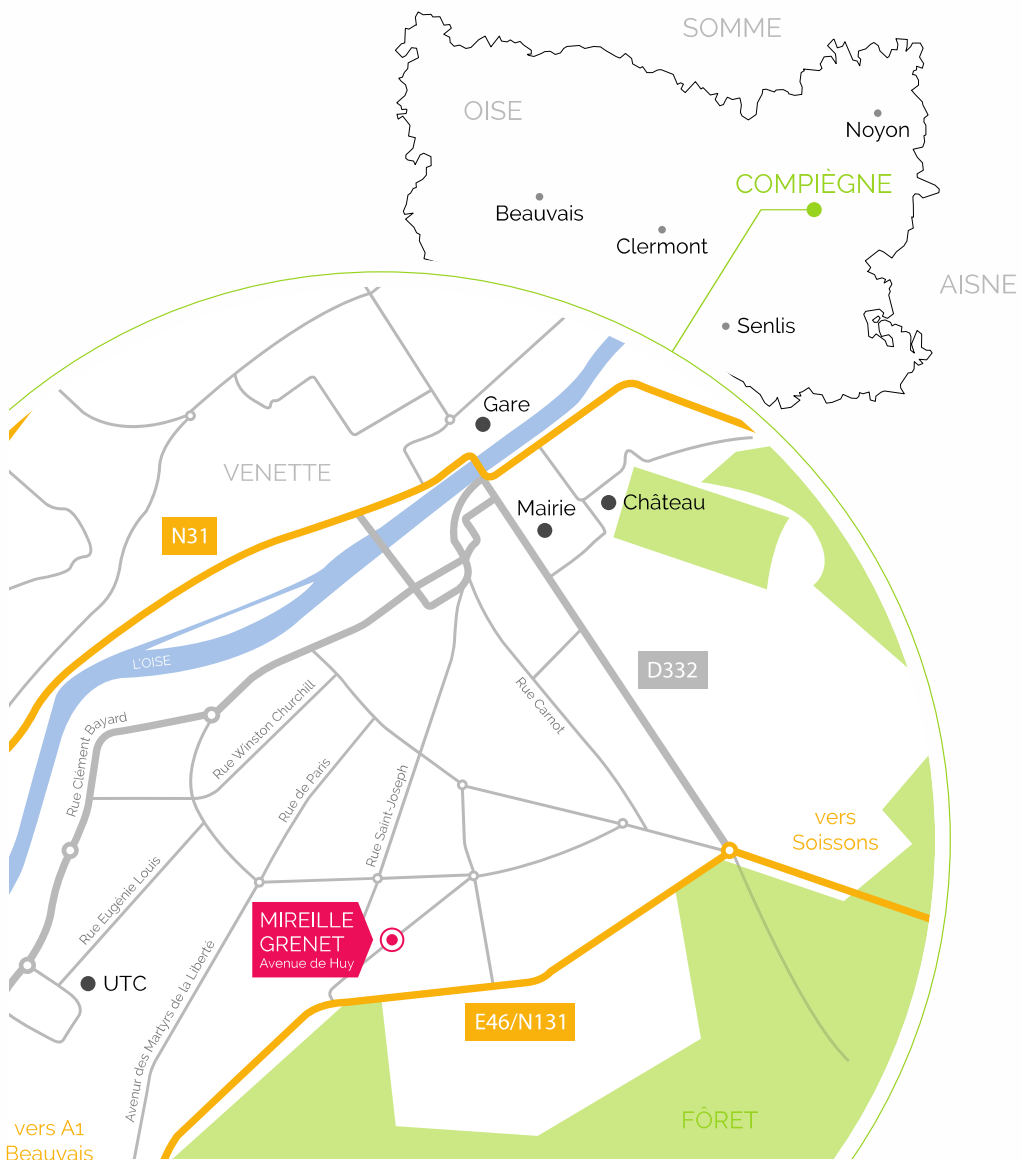 SOMME
OISE
Noyon
COMPIÈGNE
Beauvais
Clermont
AISNE
Senlis
Gare
VENETTE
Mairie
Château
N31
L'OISE
D332
Rue Carnot
Rue Clément Bayard
Rue Winston Churchill
Rue de Paris
Rue Saint-Joseph
vers
Soissons
Rue Eugénie Louis
MIREILLE
GRENET
Avenue de Huy
UTC
Avenur des Martyrs de la Liberté
E46/N131
FÔRET
vers A1
Beauvais